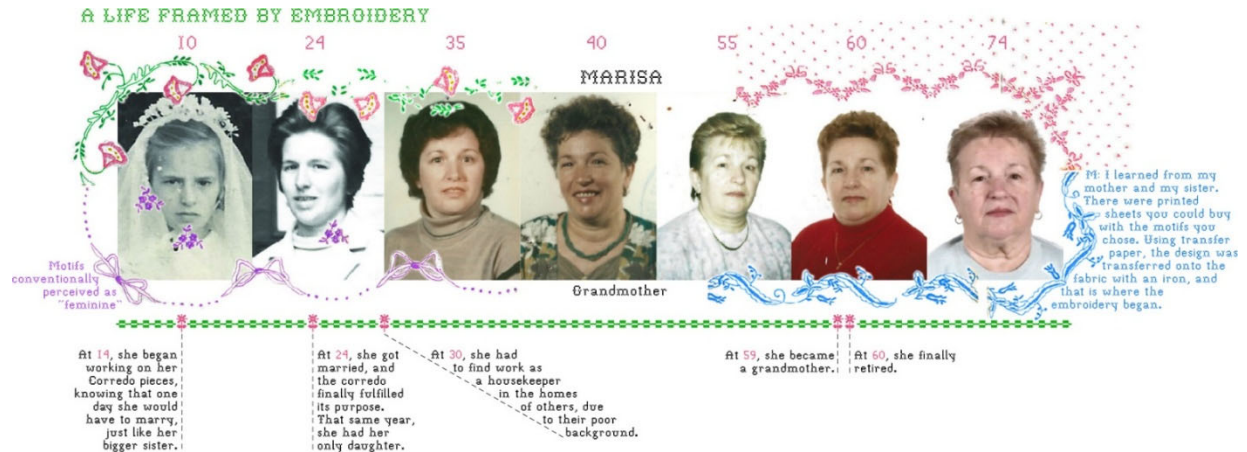 A LIFE FRAMED BY EMBROIDERY
10 24 35 40 55 60 74
MARISA
M: I learned from my
mother and my sister.
There were printed
sheets you could buy
with the motifs you
chose. Using transfer
paper, the design was
transferred onto the
fabric with an iron, and
that is where the
embroidery began.
Motifs
conventionally
perceived as
"feminine"
Grandmother
At 14, she began
working on her
Corredo pieces,
knowing that one
day she would
have to marry,
just like her
bigger sister.
At 24, she got
married, and
the corredo
finally fulfilled
its purpose.
That same year,
she had her
only daughter.
At 30, she had
to find work as
a housekeeper
in the homes
of others, due
to their poor
background.
At 59, she became
a grandmother.
At 60, she finally
retired.